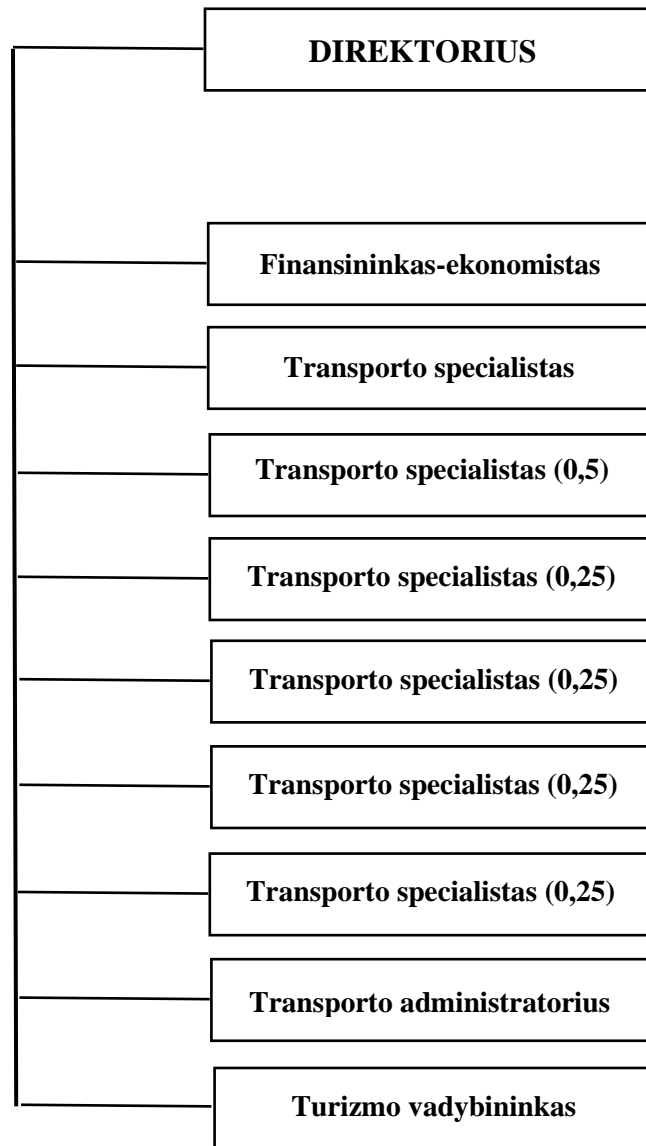 DIREKTORIUS
Finansininkas-ekonomistas
Transporto specialistas
Transporto specialistas (0,5)
Transporto specialistas (0,25)
Transporto specialistas (0,25)
Transporto specialistas (0,25)
Transporto specialistas (0,25)
Transporto administratorius
Turizmo vadybininkas